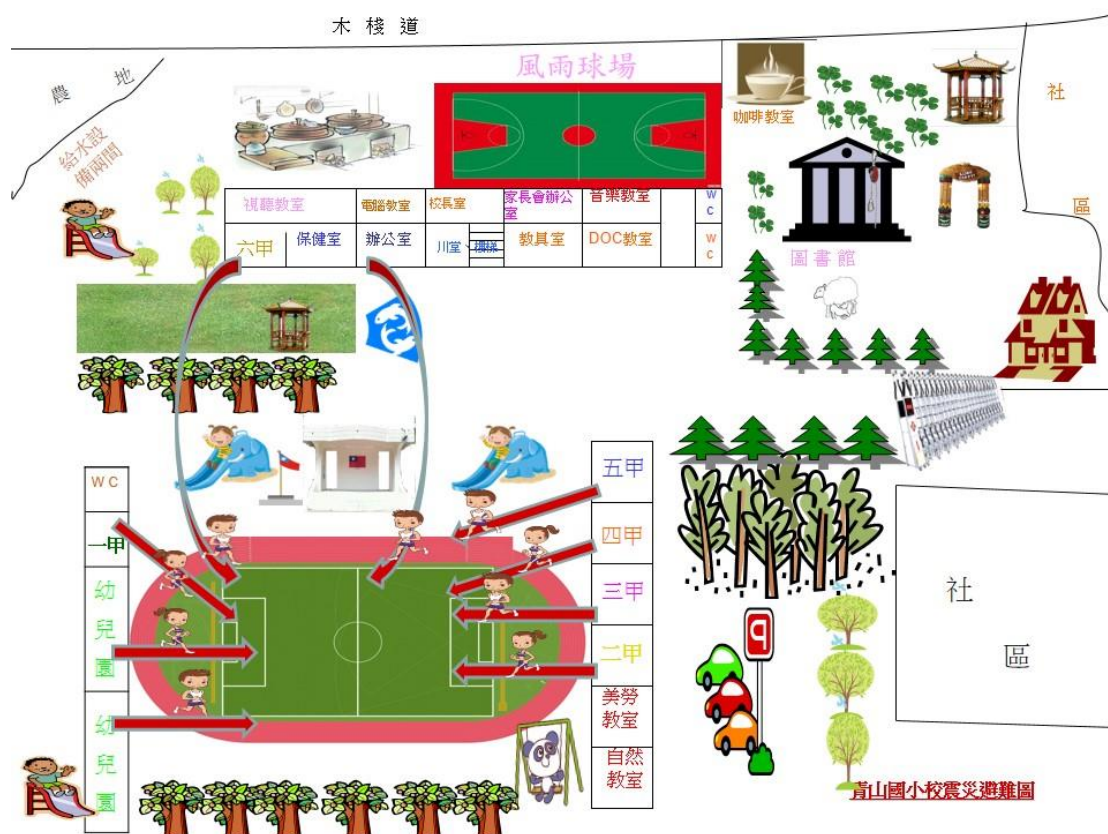 木棧道
農地
給水設
備兩間
風雨球場
咖啡教室
社
區
視聽教室
電腦教室
校長室
家長會辦公
室
音樂教室
W
C
六甲
保健室
辦公室
川堂
樓梯
教具室
DOC教室
W
C
圖書館
WC
一甲
幼
兒
園
幼
兒
園
五甲
四甲
三甲
二甲
美勞
教室
自然
教室
P
社
區
青山國小校震災避難圖